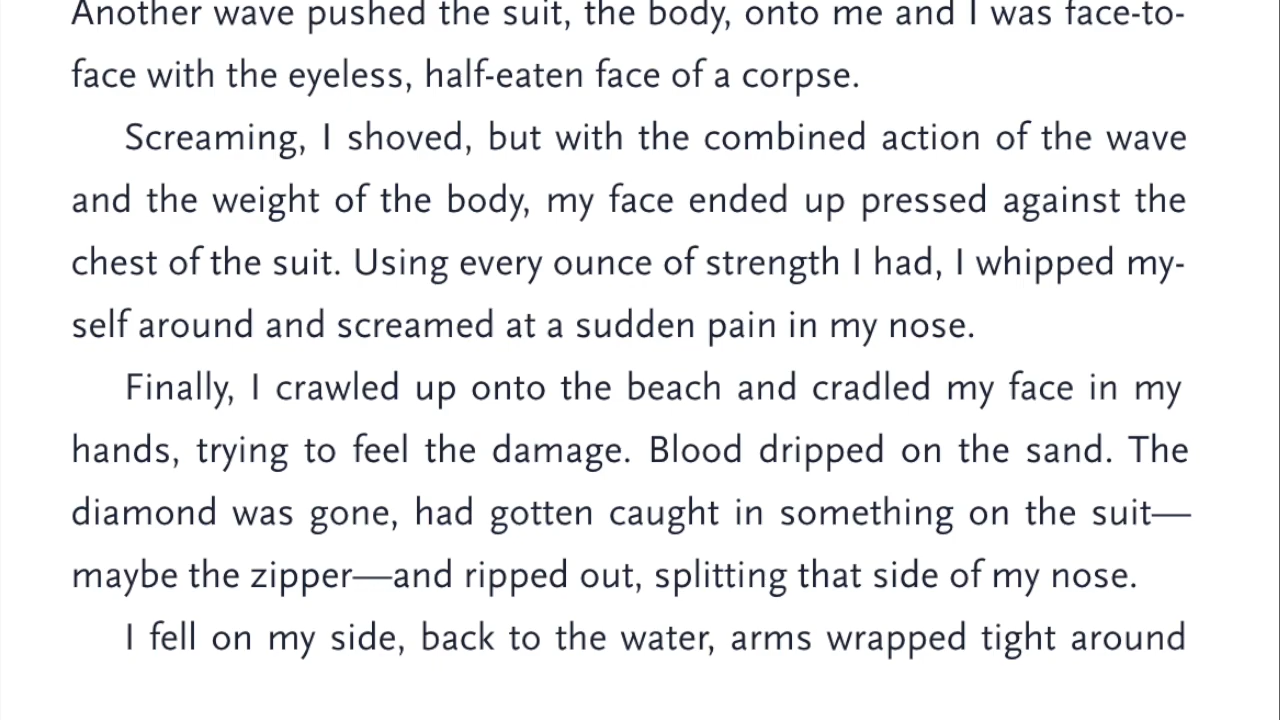 Another wave pushed the suit, the body, onto me and I was face-to-
face with the eyeless, half-eaten face of a corpse.
Screaming, I shoved, but with the combined action of the wave
and the weight of the body, my face ended up pressed against the
chest of the suit. Using every ounce of strength I had, I whipped my-
self around and screamed at a sudden pain in my nose.
Finally, I crawled up onto the beach and cradled my face in my
hands, trying to feel the damage. Blood dripped on the sand. The
diamond was gone, had gotten caught in something on the suit—
maybe the zipper—and ripped out, splitting that side of my nose.
I fell on my side, back to the water, arms wrapped tight around